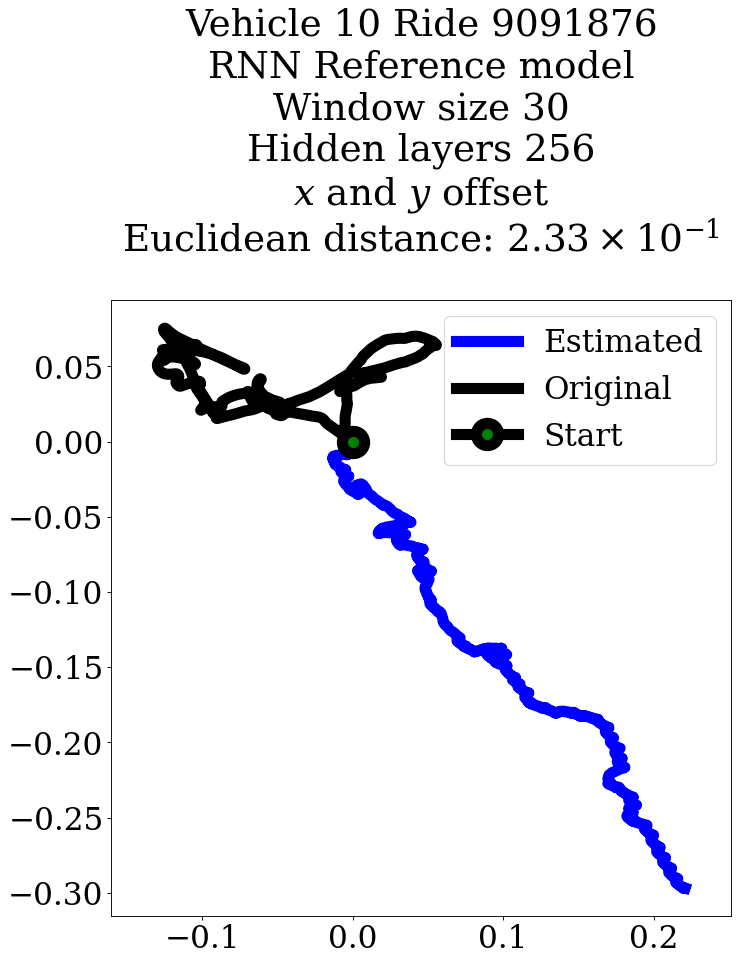 Vehicle 10 Ride 9091876
RNN Reference model
Window size 30
Hidden layers 256
x and y offset
Euclidean distance: 2.33 × 10⁻¹
Estimated
Original
Start
0.05
0.00
−0.05
−0.10
−0.15
−0.20
−0.25
−0.30
−0.1 0.0 0.1 0.2